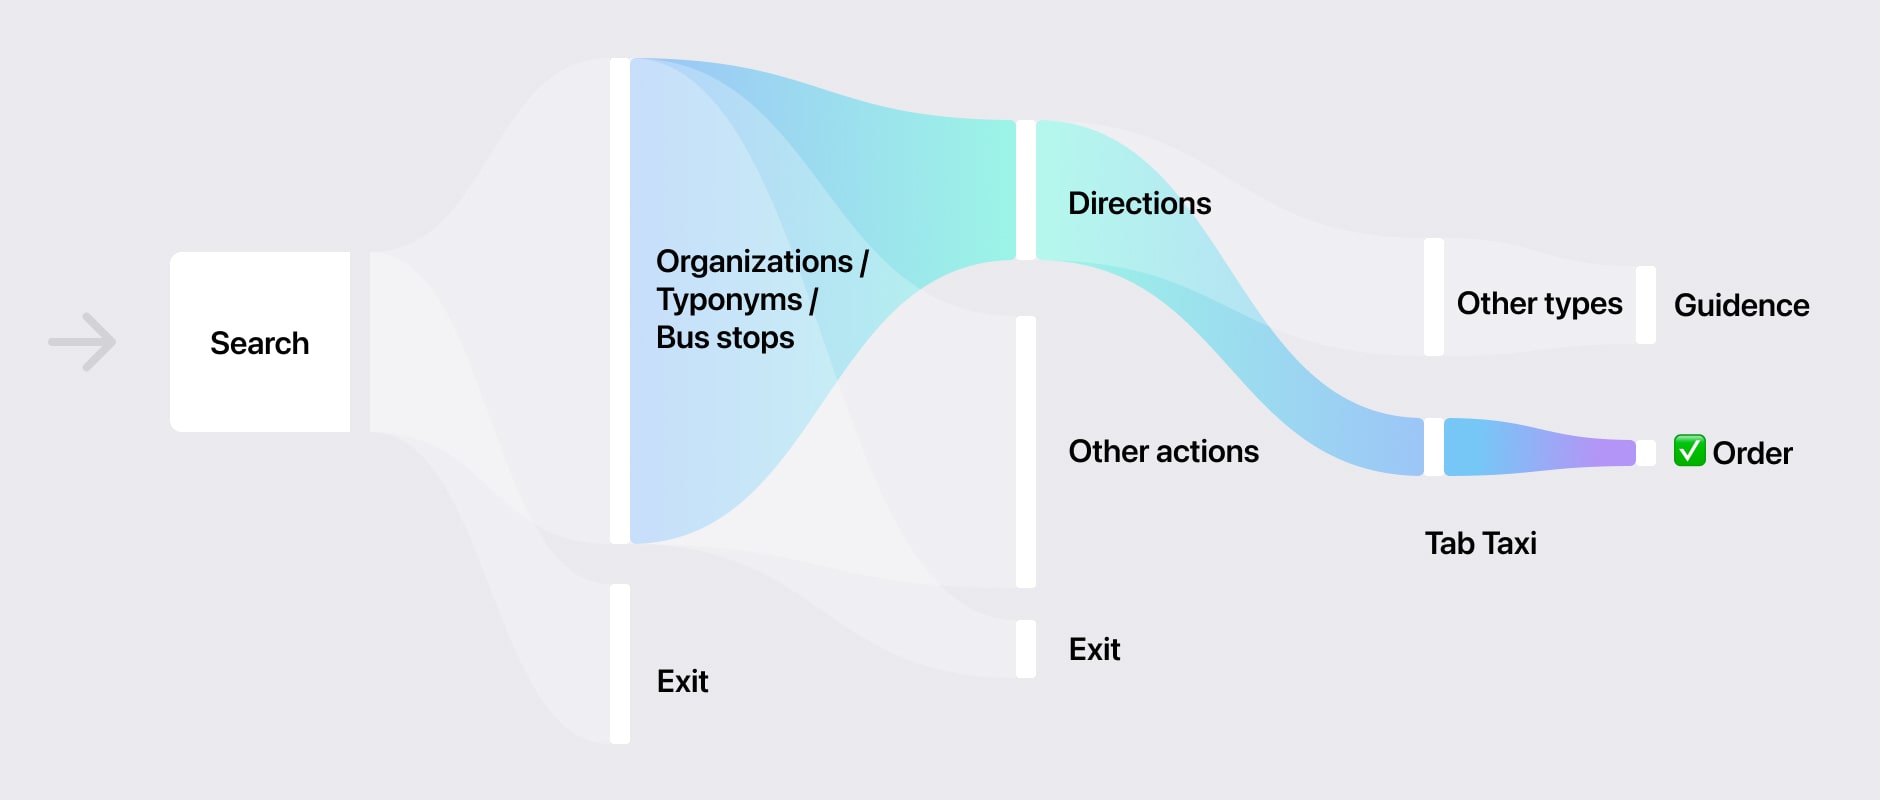 Search
Organizations /
Typonyms /
Bus stops
Exit
Directions
Other actions
Exit
Other types
Guidence
✅ Order
Tab Taxi